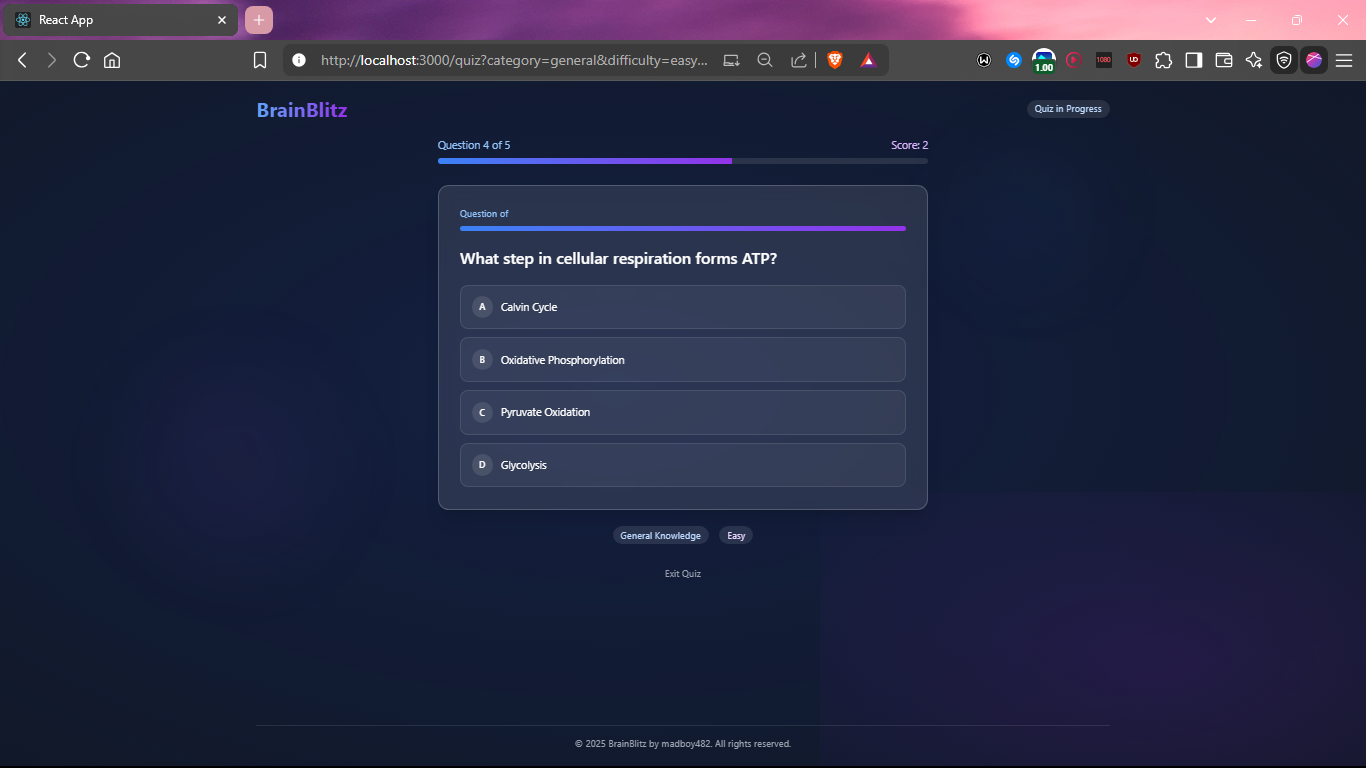 React App
http://localhost:3000/quiz?category=general&difficulty=easy...
1.00
1080
BrainBlitz
Quiz in Progress
Question 4 of 5
Score: 2
Question of
What step in cellular respiration forms ATP?
A Calvin Cycle
B Oxidative Phosphorylation
C Pyruvate Oxidation
D Glycolysis
General Knowledge
Easy
Exit Quiz
© 2025 BrainBlitz by madboy482. All rights reserved.